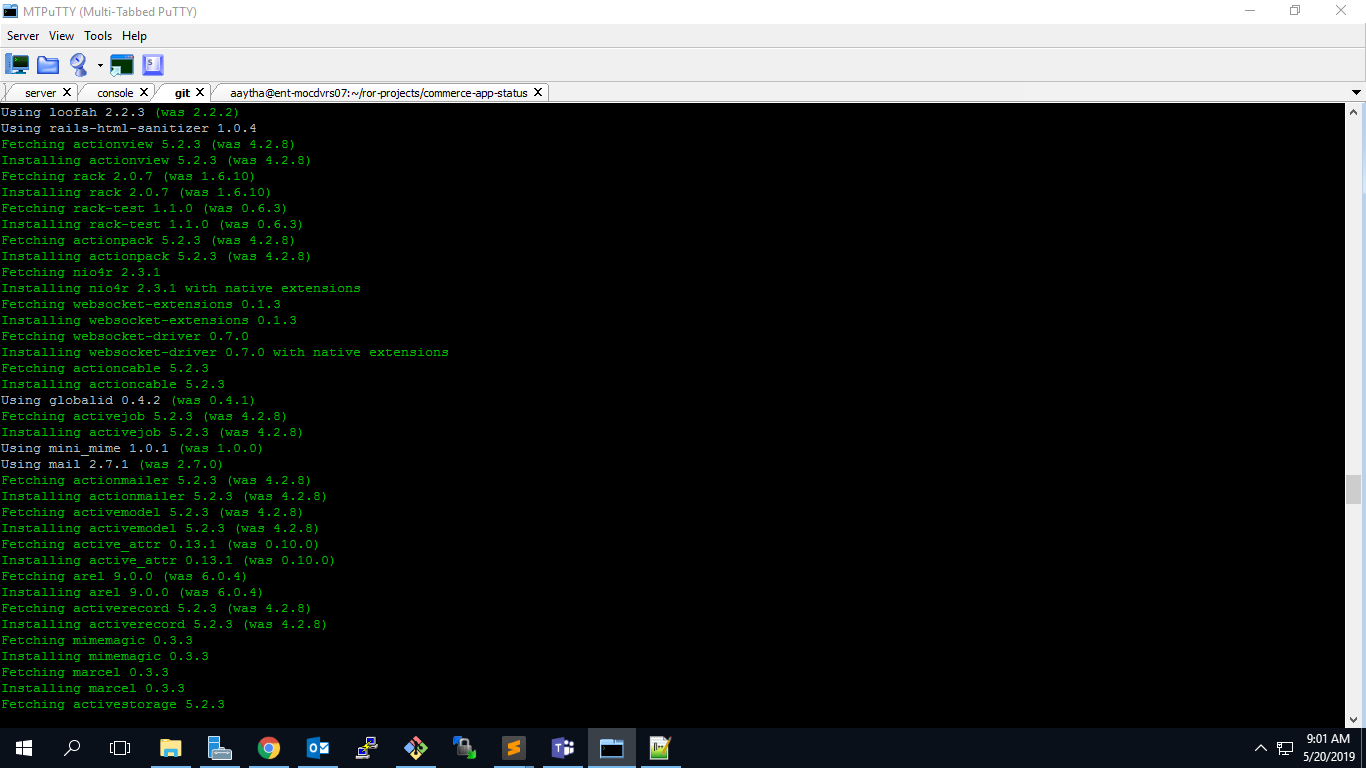 MTPuTTY (Multi-Tabbed PuTTY)
Server View Tools Help
server console git aaytha@ent-mocdvrs07:~/ror-projects/commerce-app-status
Using loofah 2.2.3 (was 2.2.2)
Using rails-html-sanitizer 1.0.4
Fetching actionview 5.2.3 (was 4.2.8)
Installing actionview 5.2.3 (was 4.2.8)
Fetching rack 2.0.7 (was 1.6.10)
Installing rack 2.0.7 (was 1.6.10)
Fetching rack-test 1.1.0 (was 0.6.3)
Installing rack-test 1.1.0 (was 0.6.3)
Fetching actionpack 5.2.3 (was 4.2.8)
Installing actionpack 5.2.3 (was 4.2.8)
Fetching nio4r 2.3.1
Installing nio4r 2.3.1 with native extensions
Fetching websocket-extensions 0.1.3
Installing websocket-extensions 0.1.3
Fetching websocket-driver 0.7.0
Installing websocket-driver 0.7.0 with native extensions
Fetching actioncable 5.2.3
Installing actioncable 5.2.3
Using globalid 0.4.2 (was 0.4.1)
Fetching activejob 5.2.3 (was 4.2.8)
Installing activejob 5.2.3 (was 4.2.8)
Using mini_mime 1.0.1 (was 1.0.0)
Using mail 2.7.1 (was 2.7.0)
Fetching actionmailer 5.2.3 (was 4.2.8)
Installing actionmailer 5.2.3 (was 4.2.8)
Fetching activemodel 5.2.3 (was 4.2.8)
Installing activemodel 5.2.3 (was 4.2.8)
Fetching active_attr 0.13.1 (was 0.10.0)
Installing active_attr 0.13.1 (was 0.10.0)
Fetching arel 9.0.0 (was 6.0.4)
Installing arel 9.0.0 (was 6.0.4)
Fetching activerecord 5.2.3 (was 4.2.8)
Installing activerecord 5.2.3 (was 4.2.8)
Fetching mimemagic 0.3.3
Installing mimemagic 0.3.3
Fetching marcel 0.3.3
Installing marcel 0.3.3
Fetching activestorage 5.2.3
9:01 AM
5/20/2019